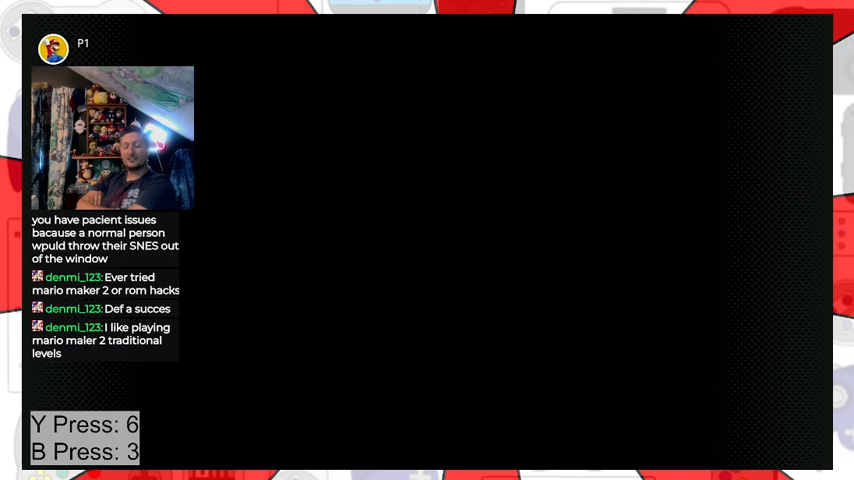 P1
you have pacient issues
bacause a normal person
wpuld throw their SNES out
of the window
denmi_123: Ever tried
mario maker 2 or rom hacks
denmi_123: Def a succes
denmi_123: I like playing
mario maler 2 traditional
levels
Y Press: 6
B Press: 3